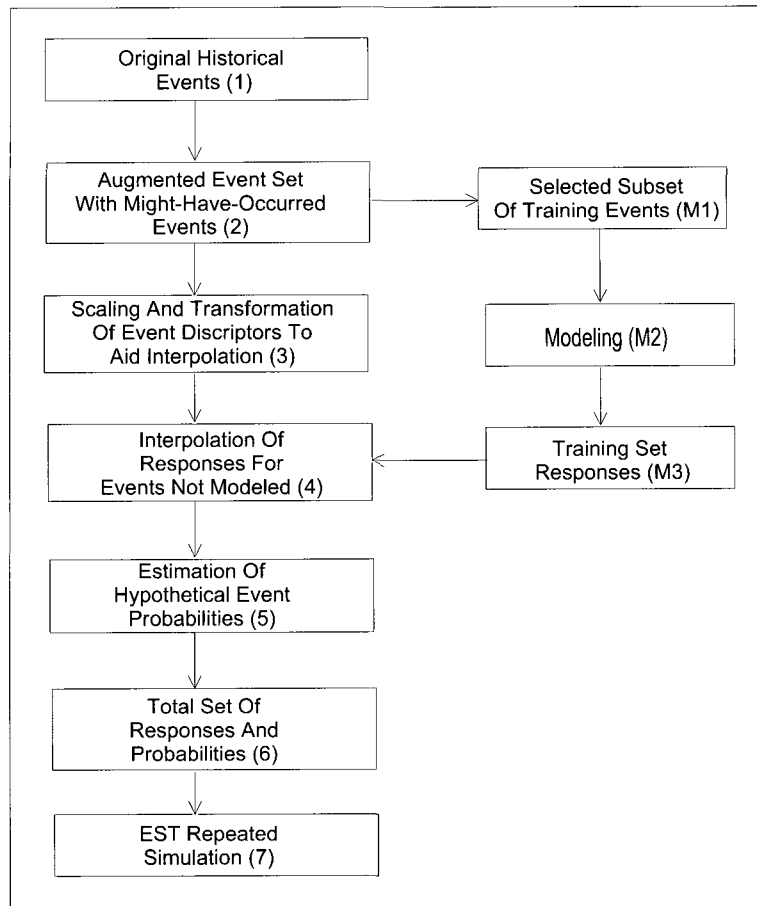 Original Historical
Events (1)
Augmented Event Set
With Might-Have-Occurred
Events (2)
Selected Subset
Of Training Events (M1)
Scaling And Transformation
Of Event Discriptors To
Aid Interpolation (3)
Modeling (M2)
Interpolation Of
Responses For
Events Not Modeled (4)
Training Set
Responses (M3)
Estimation Of
Hypothetical Event
Probabilities (5)
Total Set Of
Responses And
Probabilities (6)
EST Repeated
Simulation (7)